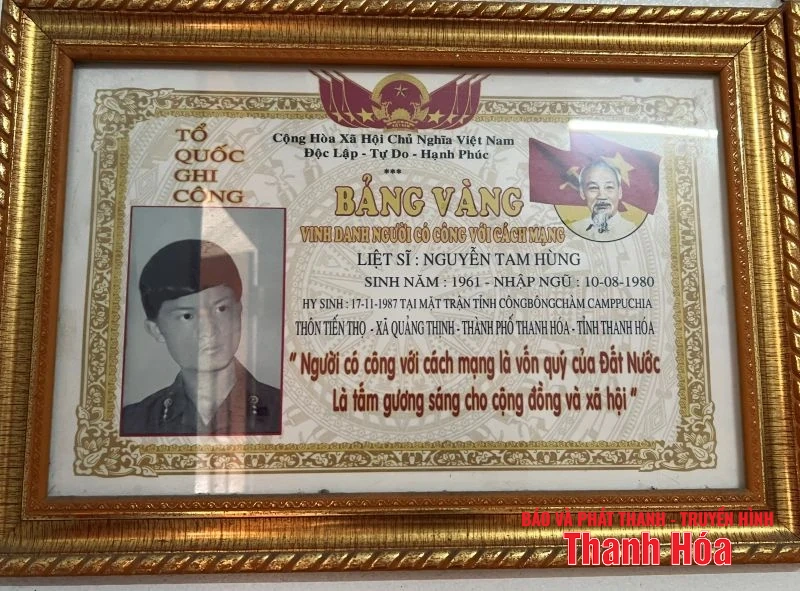 Cộng Hòa Xã Hội Chủ Nghĩa Việt Nam
Độc Lập - Tự Do - Hạnh Phúc
***
TỔ
QUỐC
GHI
CÔNG
BẢNG VÀNG
VINH DANH NGƯỜI CÓ CÔNG VỚI CÁCH MẠNG
LIỆT SĨ : NGUYỄN TAM HÙNG
SINH NĂM : 1961 - NHẬP NGŨ : 10-08-1980
HY SINH : 17-11-1987 TẠI MẶT TRẬN TỈNH CÔNGBÔNGCHÀM CAMPPUCHIA
THÔN TIẾN THỌ - XÃ QUẢNG THỊNH - THÀNH PHỐ THANH HÓA - TỈNH THANH HÓA
" Người có công với cách mạng là vốn quý của Đất Nước
Là tấm gương sáng cho cộng đồng và xã hội "
BÁO VÀ PHÁT THANH - TRUYỀN HÌNH
Thanh Hóa